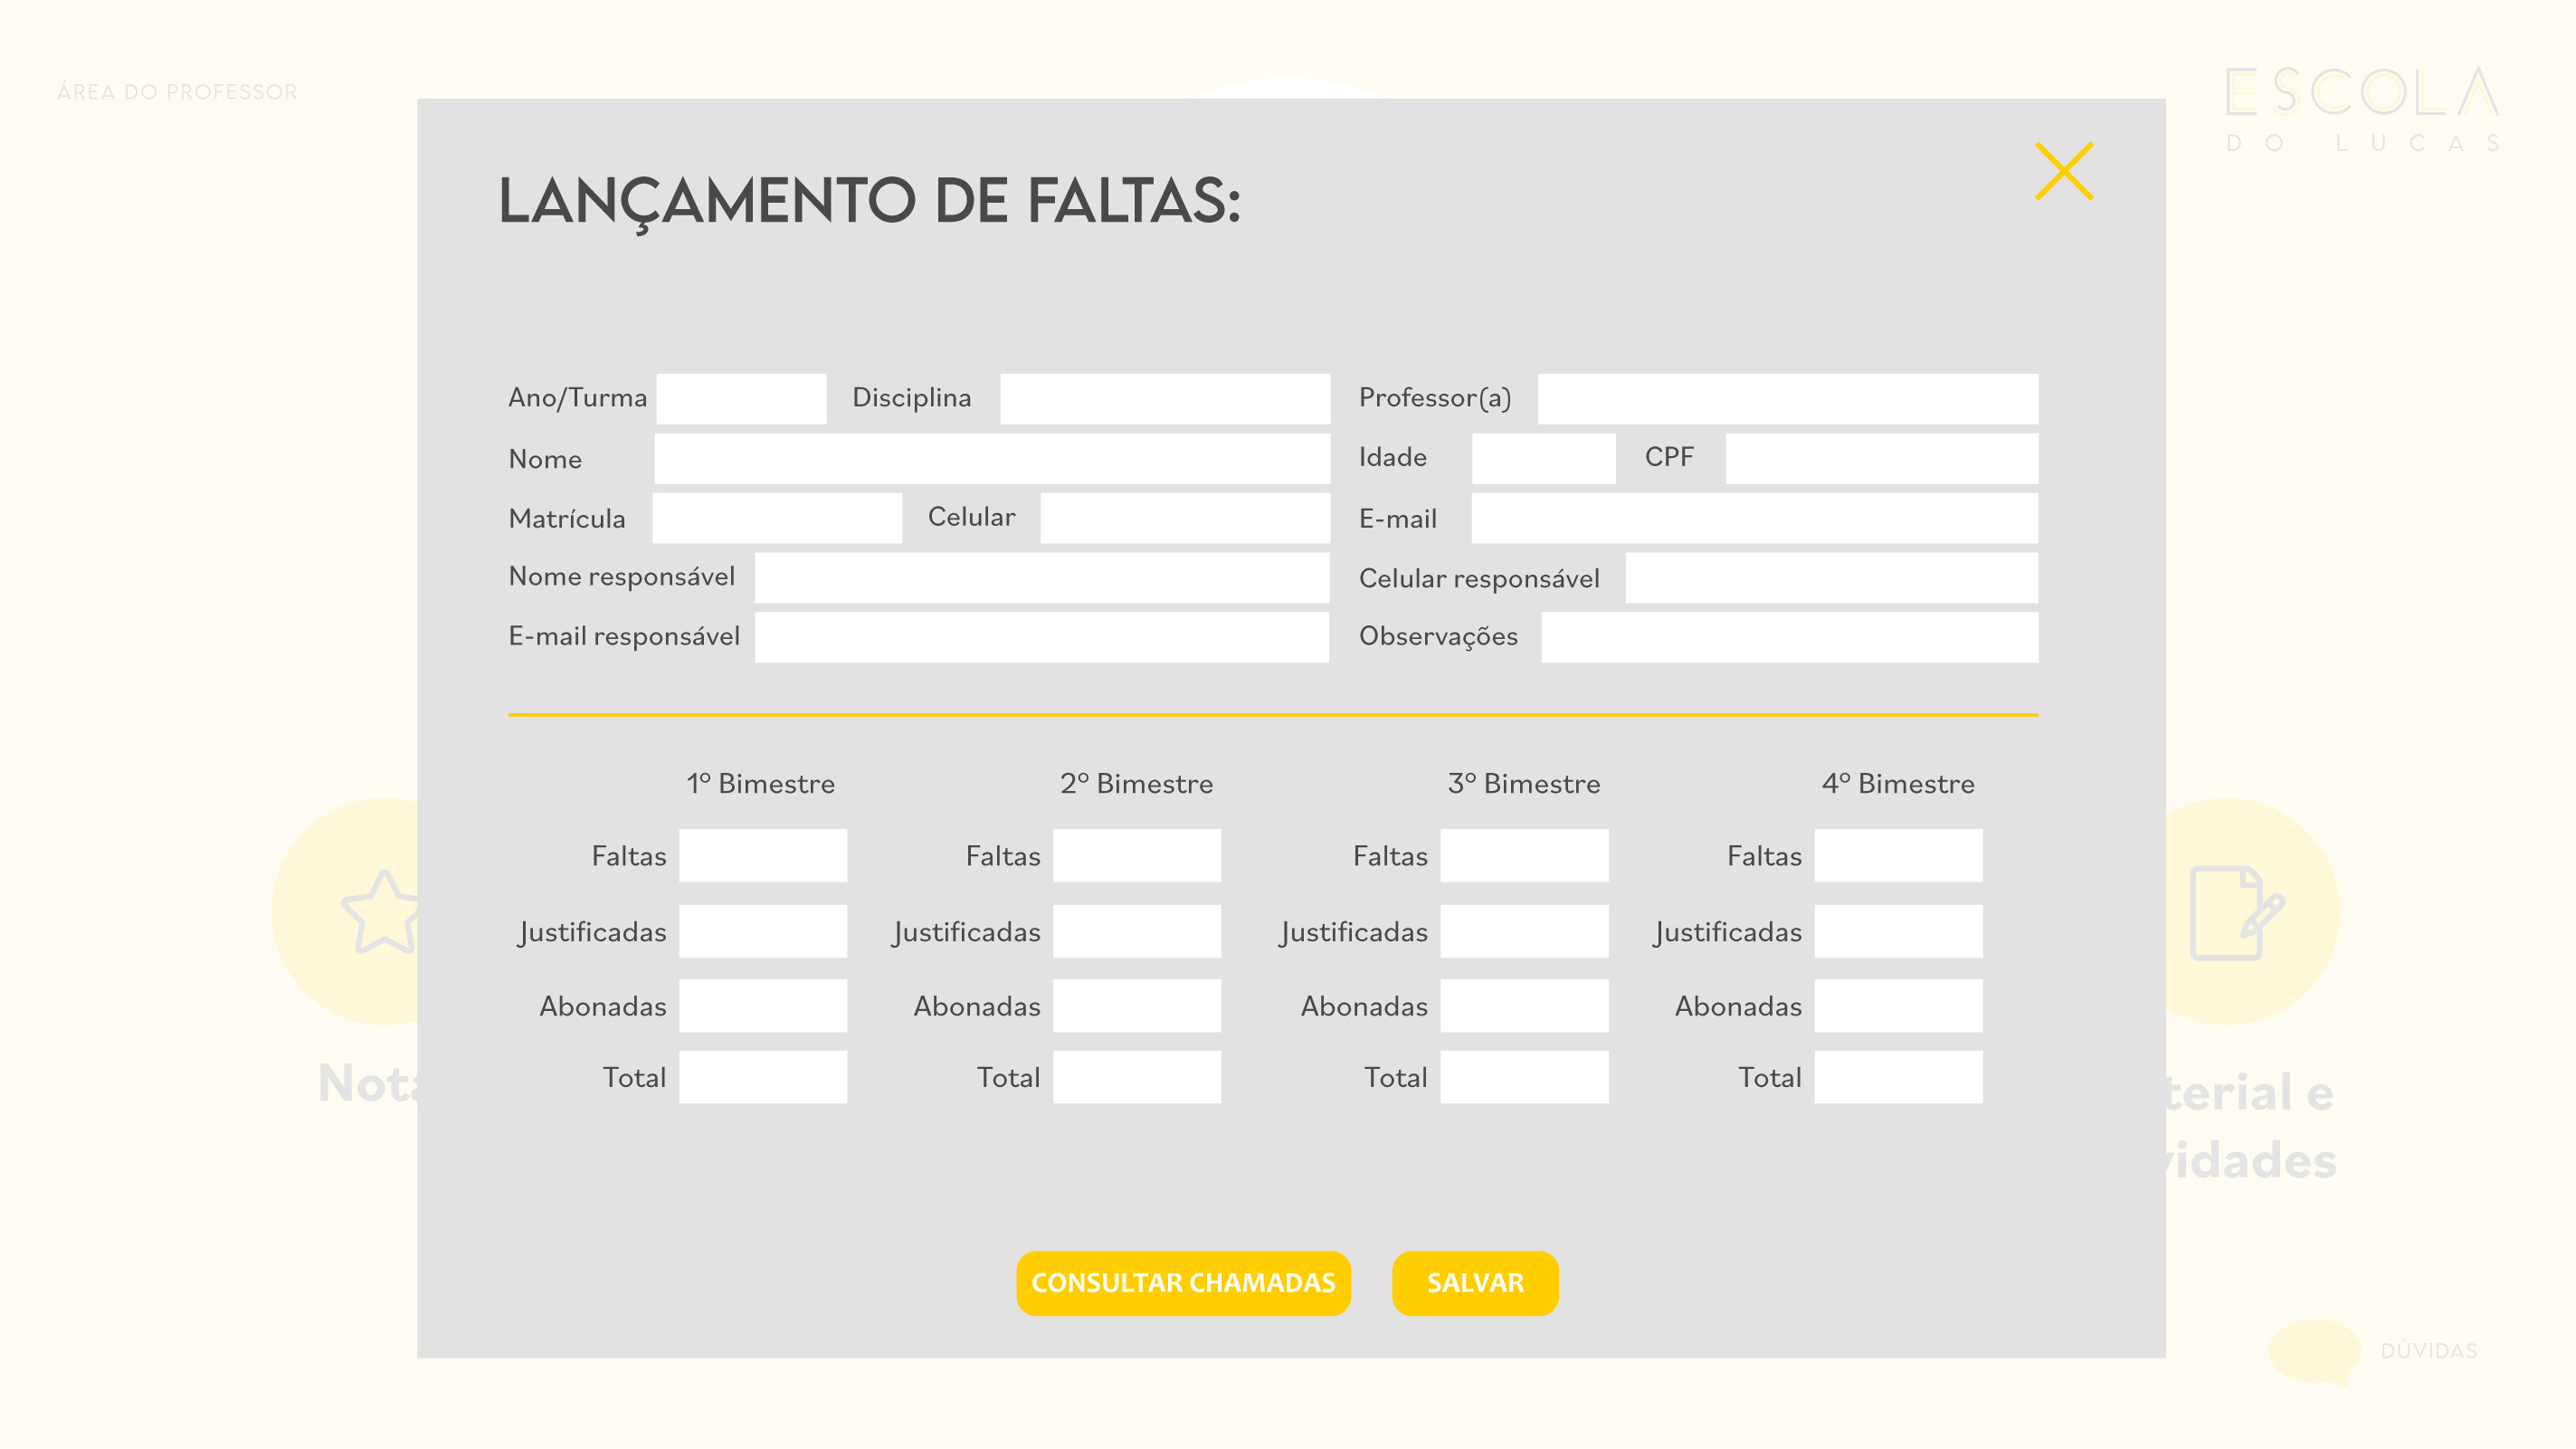 ÁREA DO PROFESSOR
ESCOLA
DO LUCAS
LANÇAMENTO DE FALTAS:
Ano/Turma Disciplina Professor(a)
Nome Idade CPF
Matrícula Celular E-mail
Nome responsável Celular responsável
E-mail responsável Observações
1º Bimestre 2º Bimestre 3º Bimestre 4º Bimestre
Faltas Faltas Faltas Faltas
Justificadas Justificadas Justificadas Justificadas
Abonadas Abonadas Abonadas Abonadas
Total Total Total Total
terial e
vidades
CONSULTAR CHAMADAS SALVAR
DÚVIDAS